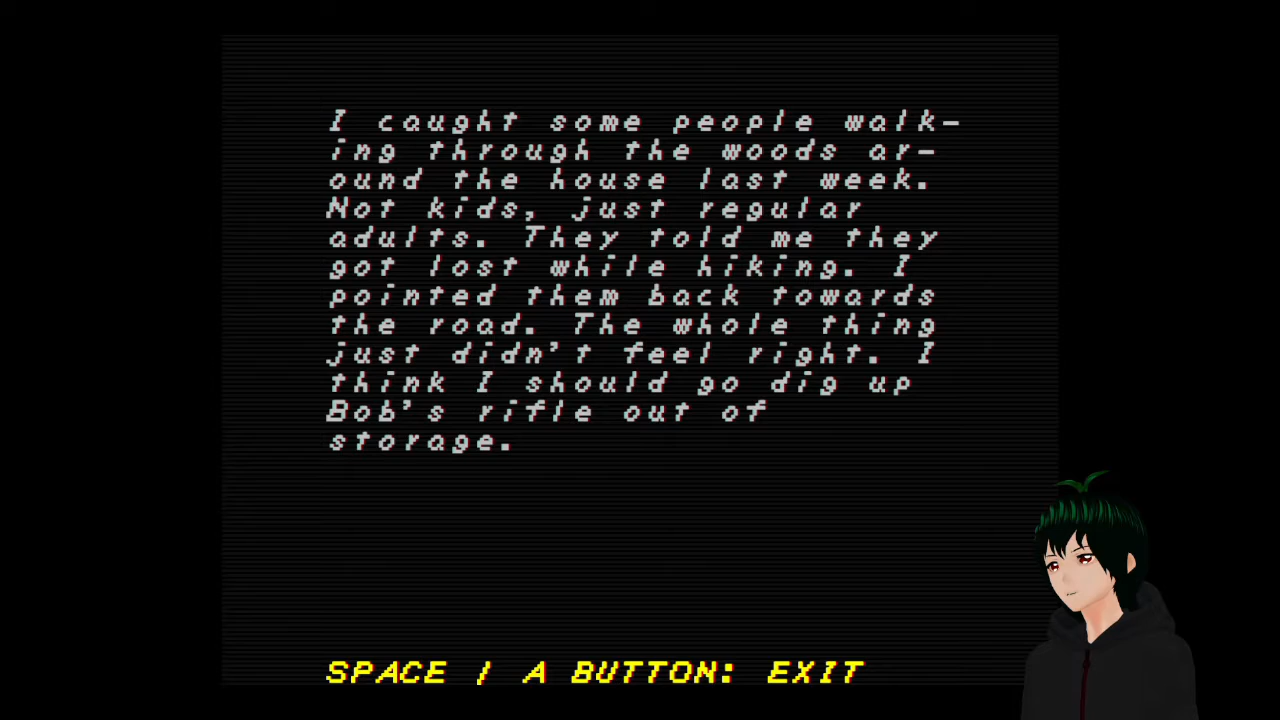 I caught some people walk-
ing through the woods ar-
ound the house last week.
Not kids, just regular
adults. They told me they
got lost while hiking. I
pointed them back towards
the road. The whole thing
just didn't feel right. I
think I should go dig up
Bob's rifle out of
storage.
SPACE / A BUTTON: EXIT